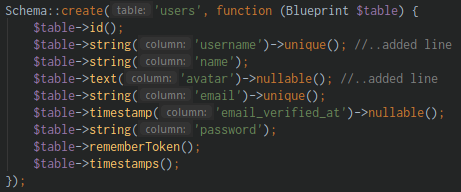 Schema::create( table: 'users', function (Blueprint $table) {
$table->id();
$table->string( column: 'username')->unique(); //..added line
$table->string( column: 'name');
$table->text( column: 'avatar')->nullable(); //..added line
$table->string( column: 'email')->unique();
$table->timestamp( column: 'email_verified_at')->nullable();
$table->string( column: 'password');
$table->rememberToken();
$table->timestamps();
});